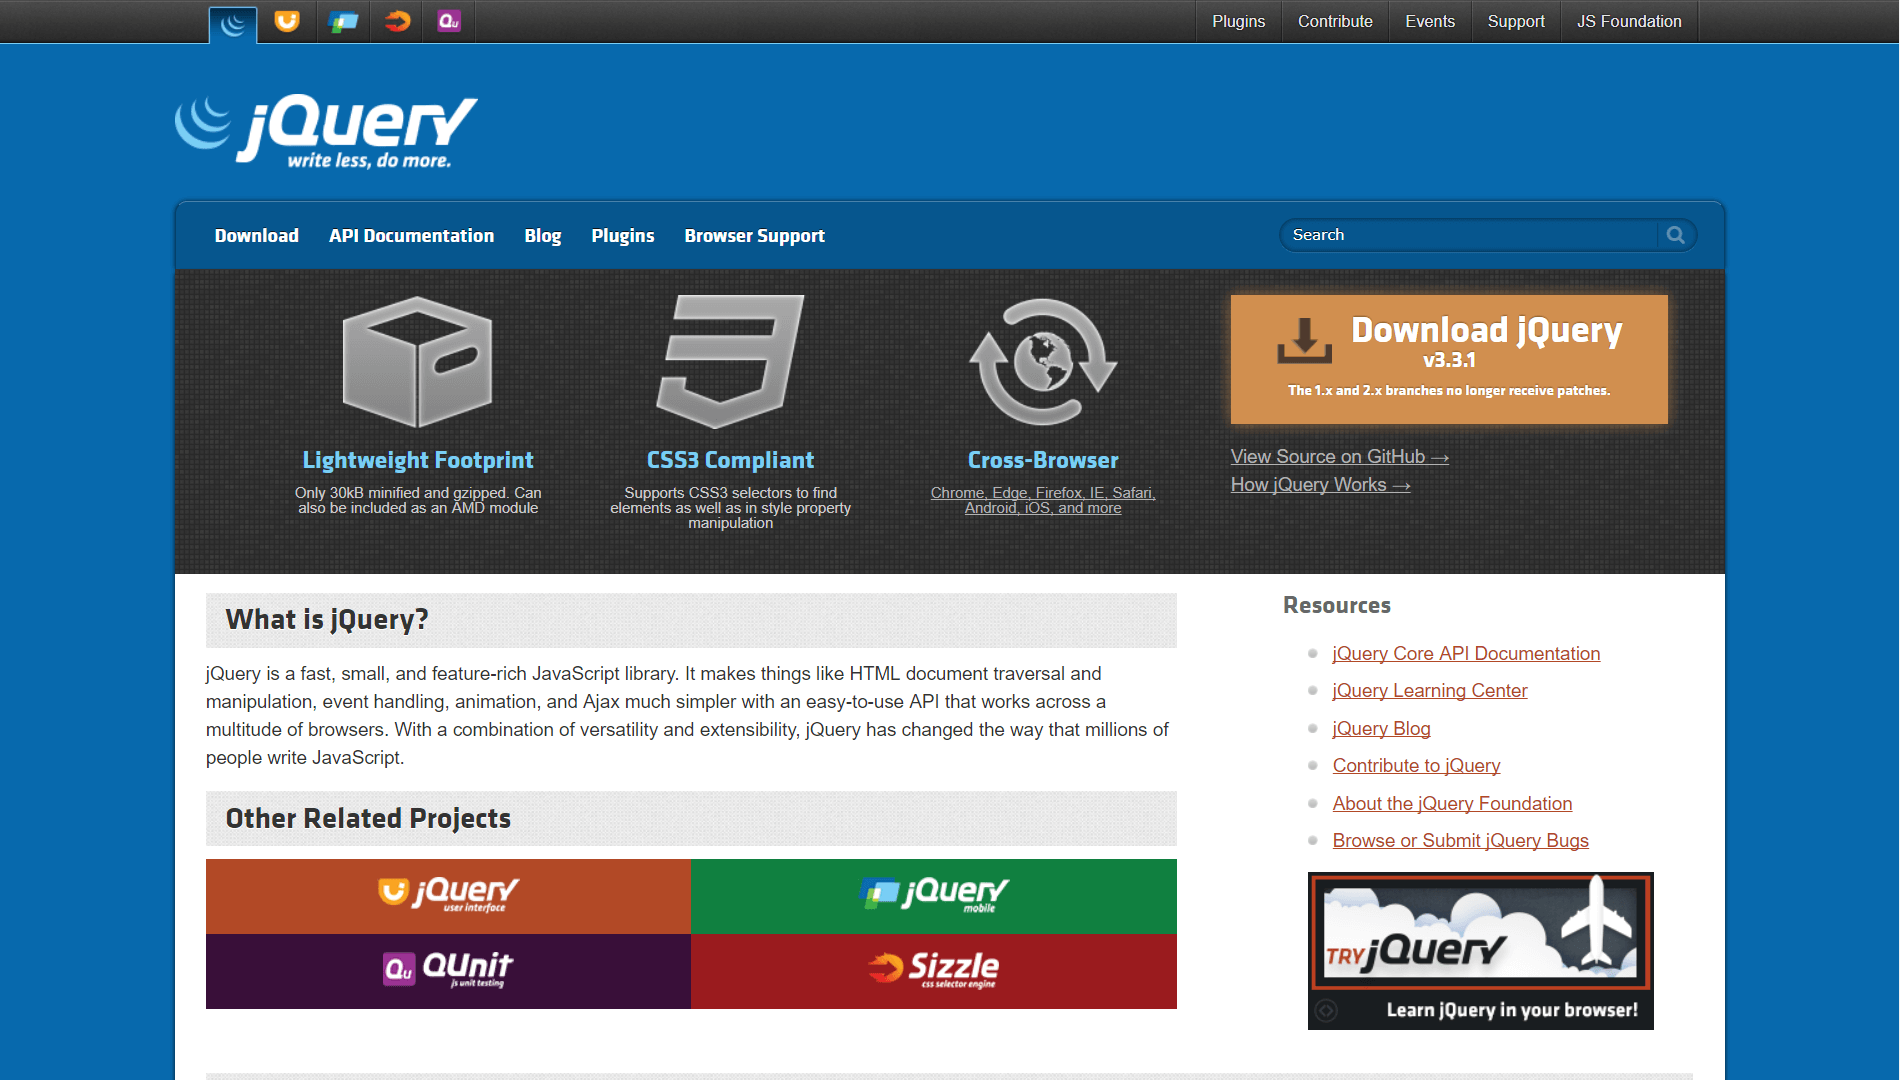 Qu
Plugins
Contribute
Events
Support
JS Foundation
jQuery
write less, do more.
Download
API Documentation
Blog
Plugins
Browser Support
Search
Download jQuery
v3.3.1
The 1.x and 2.x branches no longer receive patches.
Lightweight Footprint
Only 30kB minified and gzipped. Can
also be included as an AMD module
CSS3 Compliant
Supports CSS3 selectors to find
elements as well as in style property
manipulation
Cross-Browser
Chrome, Edge, Firefox, IE, Safari,
Android, iOS, and more
View Source on GitHub →
How jQuery Works →
What is jQuery?
jQuery is a fast, small, and feature-rich JavaScript library. It makes things like HTML document traversal and
manipulation, event handling, animation, and Ajax much simpler with an easy-to-use API that works across a
multitude of browsers. With a combination of versatility and extensibility, jQuery has changed the way that millions of
people write JavaScript.
Other Related Projects
jQuery
user interface
jQuery
mobile
Qu QUnit
js unit testing
Sizzle
css selector engine
Resources
jQuery Core API Documentation
jQuery Learning Center
jQuery Blog
Contribute to jQuery
About the jQuery Foundation
Browse or Submit jQuery Bugs
TRY jQuery
Learn jQuery in your browser!